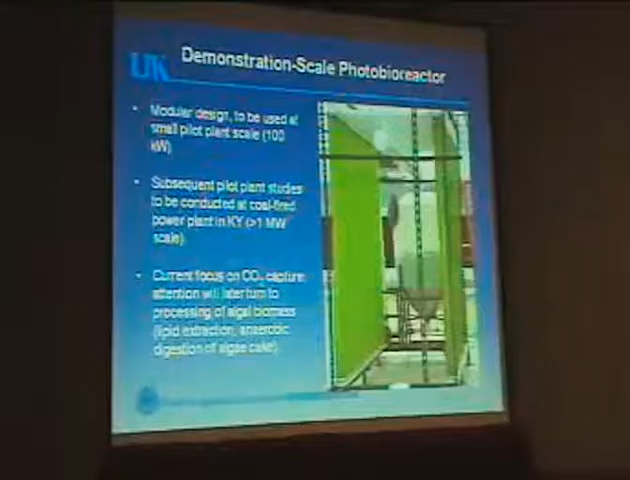 UK
Demonstration-Scale Photobioreactor
• Modular design, to be used at
small pilot plant scale (100
kW)
• Subsequent pilot plant studies
to be conducted at coal-fired
power plant in KY (>1 MW
scale)
• Current focus on CO₂ capture;
attention will later turn to
processing of algal biomass
(lipid extraction, anaerobic
digestion of algae cake)